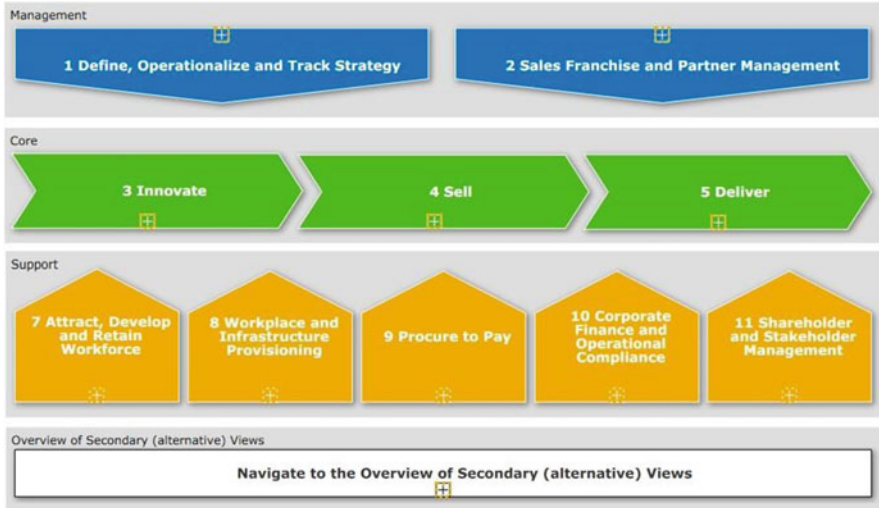 Management
1 Define, Operationalize and Track Strategy
2 Sales Franchise and Partner Management
Core
3 Innovate
4 Sell
5 Deliver
Support
7 Attract, Develop
and Retain
Workforce
8 Workplace and
Infrastructure
Provisioning
9 Procure to Pay
10 Corporate
Finance and
Operational
Compliance
11 Shareholder
and Stakeholder
Management
Overview of Secondary (alternative) Views
Navigate to the Overview of Secondary (alternative) Views